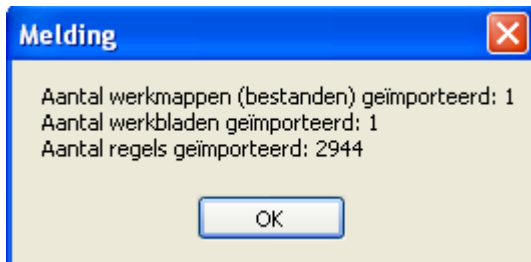 Melding
Aantal werkmappen (bestanden) geïmporteerd: 1
Aantal werkbladen geïmporteerd: 1
Aantal regels geïmporteerd: 2944
OK